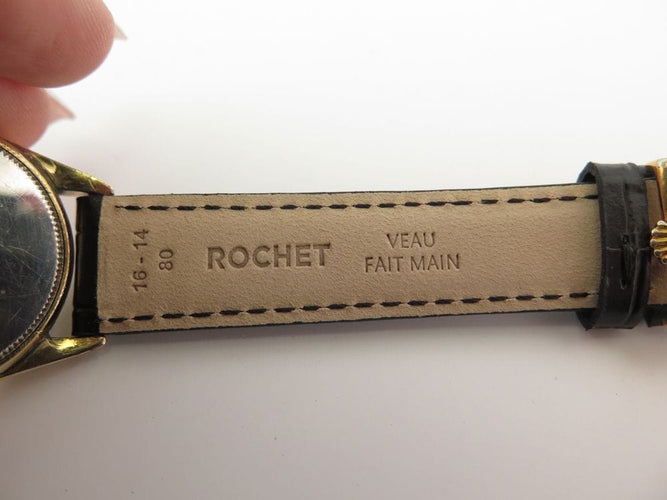 16 - 14
80
ROCHET
VEAU
FAIT MAIN